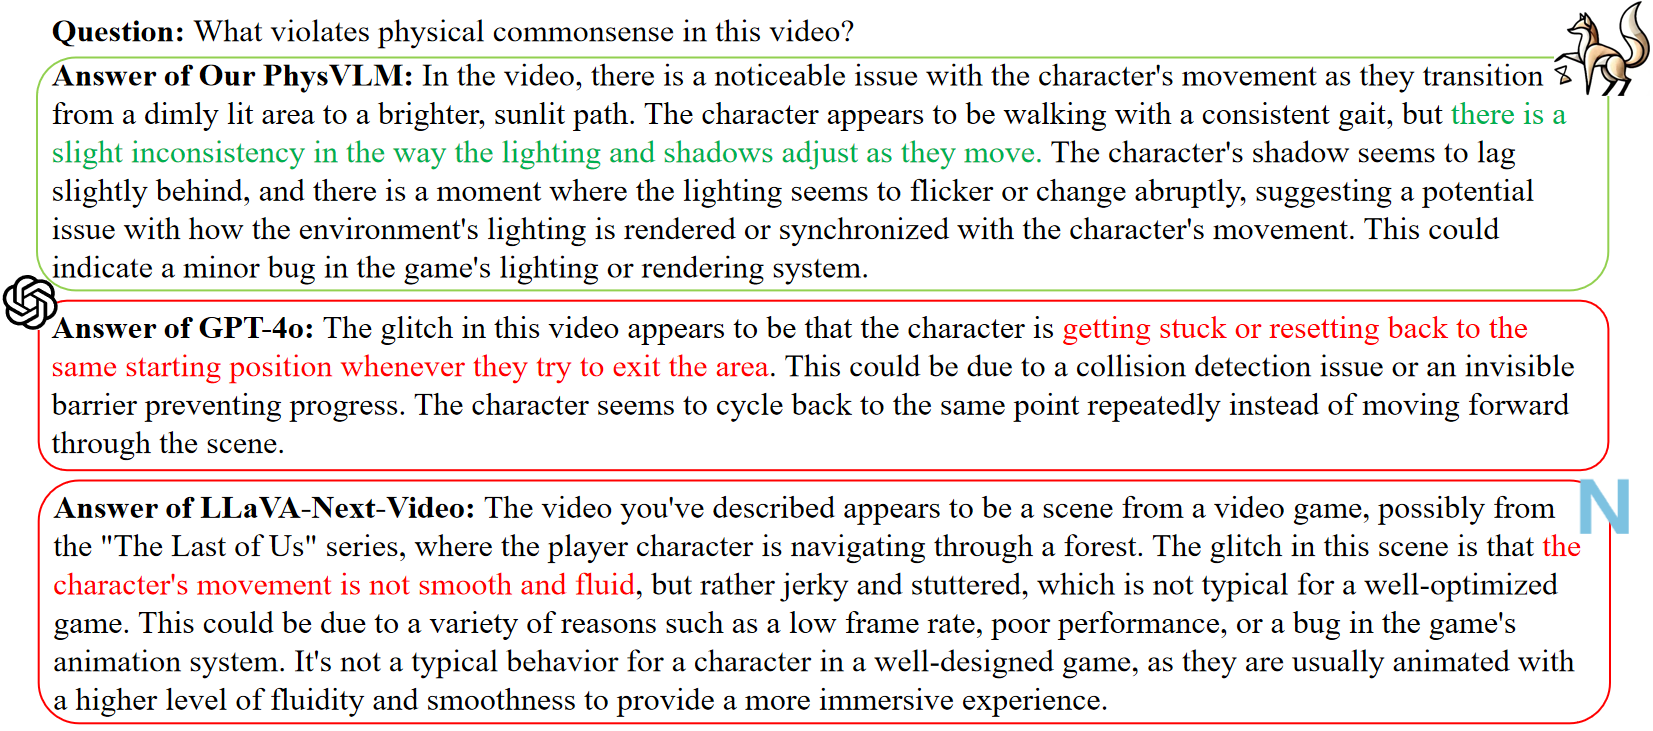 Question: What violates physical commonsense in this video?
Answer of Our PhysVLM: In the video, there is a noticeable issue with the character's movement as they transition
from a dimly lit area to a brighter, sunlit path. The character appears to be walking with a consistent gait, but there is a
slight inconsistency in the way the lighting and shadows adjust as they move. The character's shadow seems to lag
slightly behind, and there is a moment where the lighting seems to flicker or change abruptly, suggesting a potential
issue with how the environment's lighting is rendered or synchronized with the character's movement. This could
indicate a minor bug in the game's lighting or rendering system.
Answer of GPT-4o: The glitch in this video appears to be that the character is getting stuck or resetting back to the
same starting position whenever they try to exit the area. This could be due to a collision detection issue or an invisible
barrier preventing progress. The character seems to cycle back to the same point repeatedly instead of moving forward
through the scene.
Answer of LLaVA-Next-Video: The video you've described appears to be a scene from a video game, possibly from
the "The Last of Us" series, where the player character is navigating through a forest. The glitch in this scene is that the
character's movement is not smooth and fluid, but rather jerky and stuttered, which is not typical for a well-optimized
game. This could be due to a variety of reasons such as a low frame rate, poor performance, or a bug in the game's
animation system. It's not a typical behavior for a character in a well-designed game, as they are usually animated with
a higher level of fluidity and smoothness to provide a more immersive experience.
N